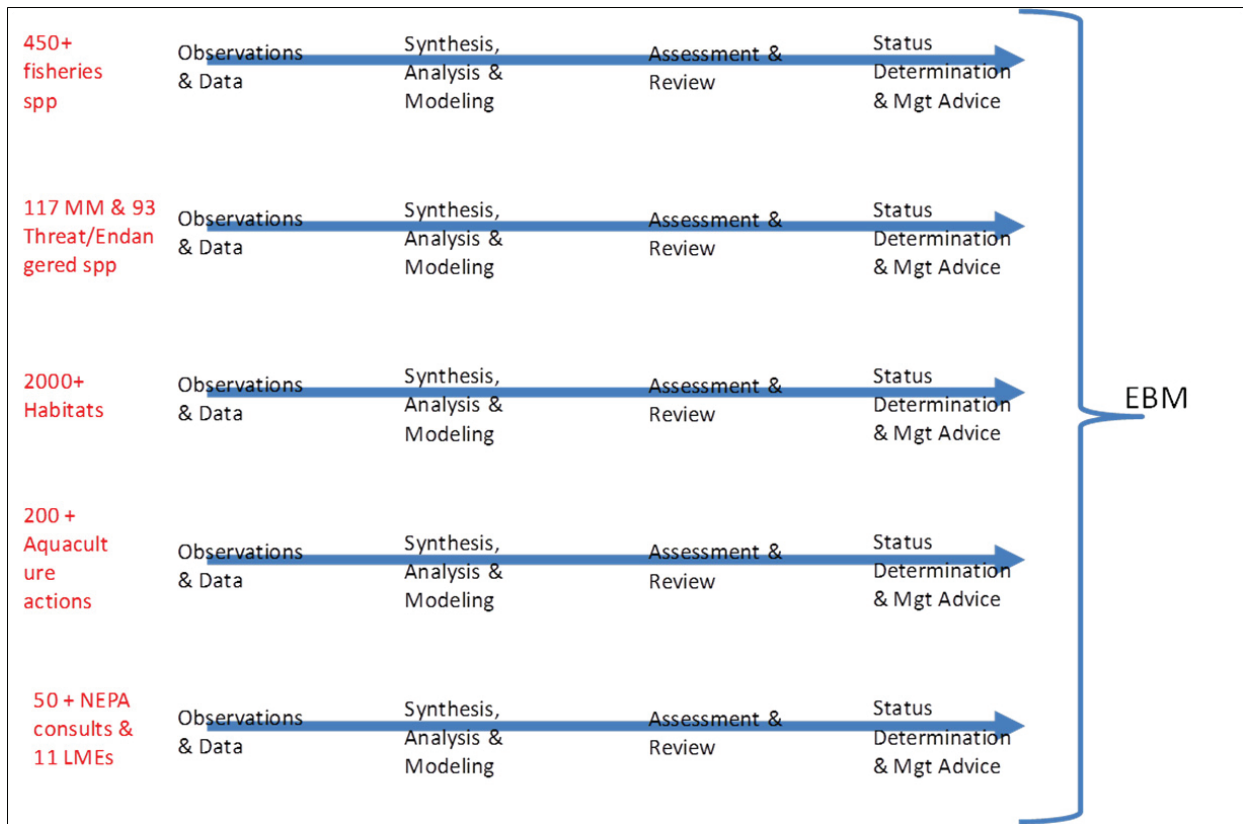 450+
fisheries
spp
Observations
& Data
Synthesis,
Analysis &
Modeling
Assessment &
Review
Status
Determination
& Mgt Advice
117 MM & 93
Threat/Endan
gered spp
Observations
& Data
Synthesis,
Analysis &
Modeling
Assessment &
Review
Status
Determination
& Mgt Advice
2000+
Habitats
Observations
& Data
Synthesis,
Analysis &
Modeling
Assessment &
Review
Status
Determination
& Mgt Advice
EBM
200 +
Aquacult
ure
actions
Observations
& Data
Synthesis,
Analysis &
Modeling
Assessment &
Review
Status
Determination
& Mgt Advice
50 + NEPA
consults &
11 LMEs
Observations
& Data
Synthesis,
Analysis &
Modeling
Assessment &
Review
Status
Determination
& Mgt Advice